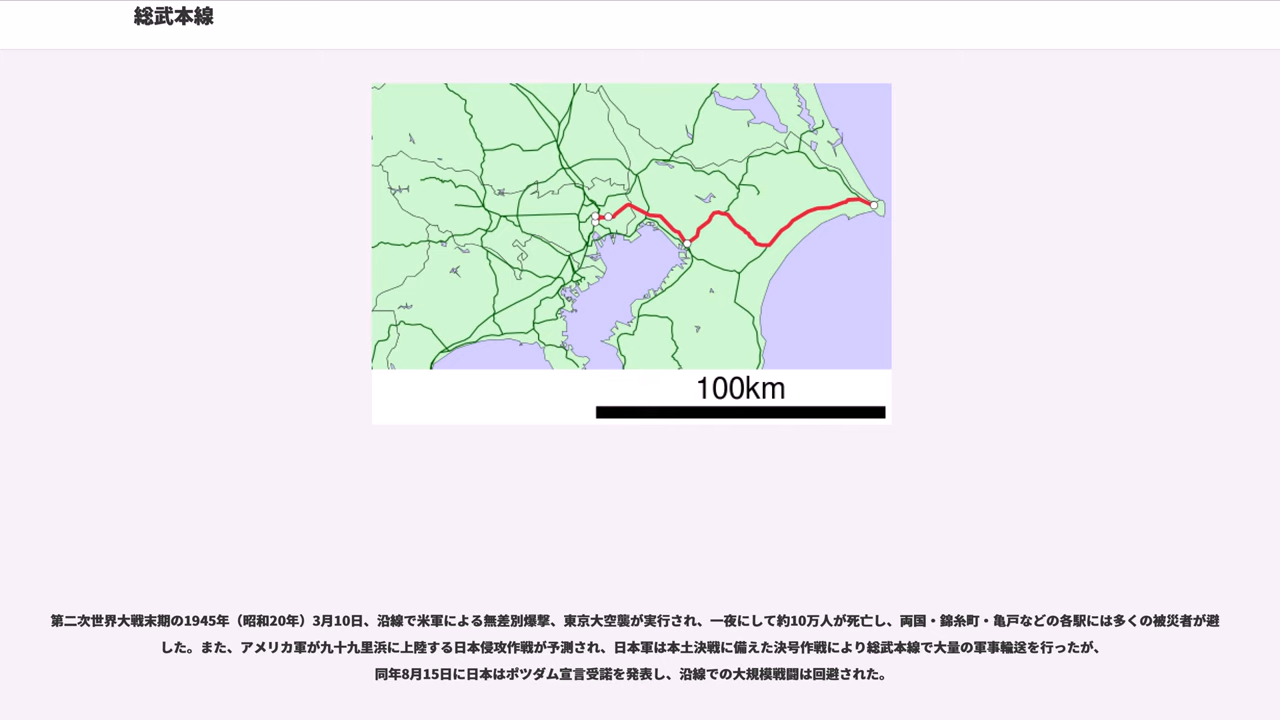 総武本線
100km
第二次世界大戦末期の1945年（昭和20年）3月10日、沿線で米軍による無差別爆撃、東京大空襲が実行され、一夜にして約10万人が死亡し、両国・錦糸町・亀戸などの各駅には多くの被災者が避
した。また、アメリカ軍が九十九里浜に上陸する日本侵攻作戦が予測され、日本軍は本土決戦に備えた決号作戦により総武本線で大量の軍事輸送を行ったが、
同年8月15日に日本はポツダム宣言受諾を発表し、沿線での大規模戦闘は回避された。